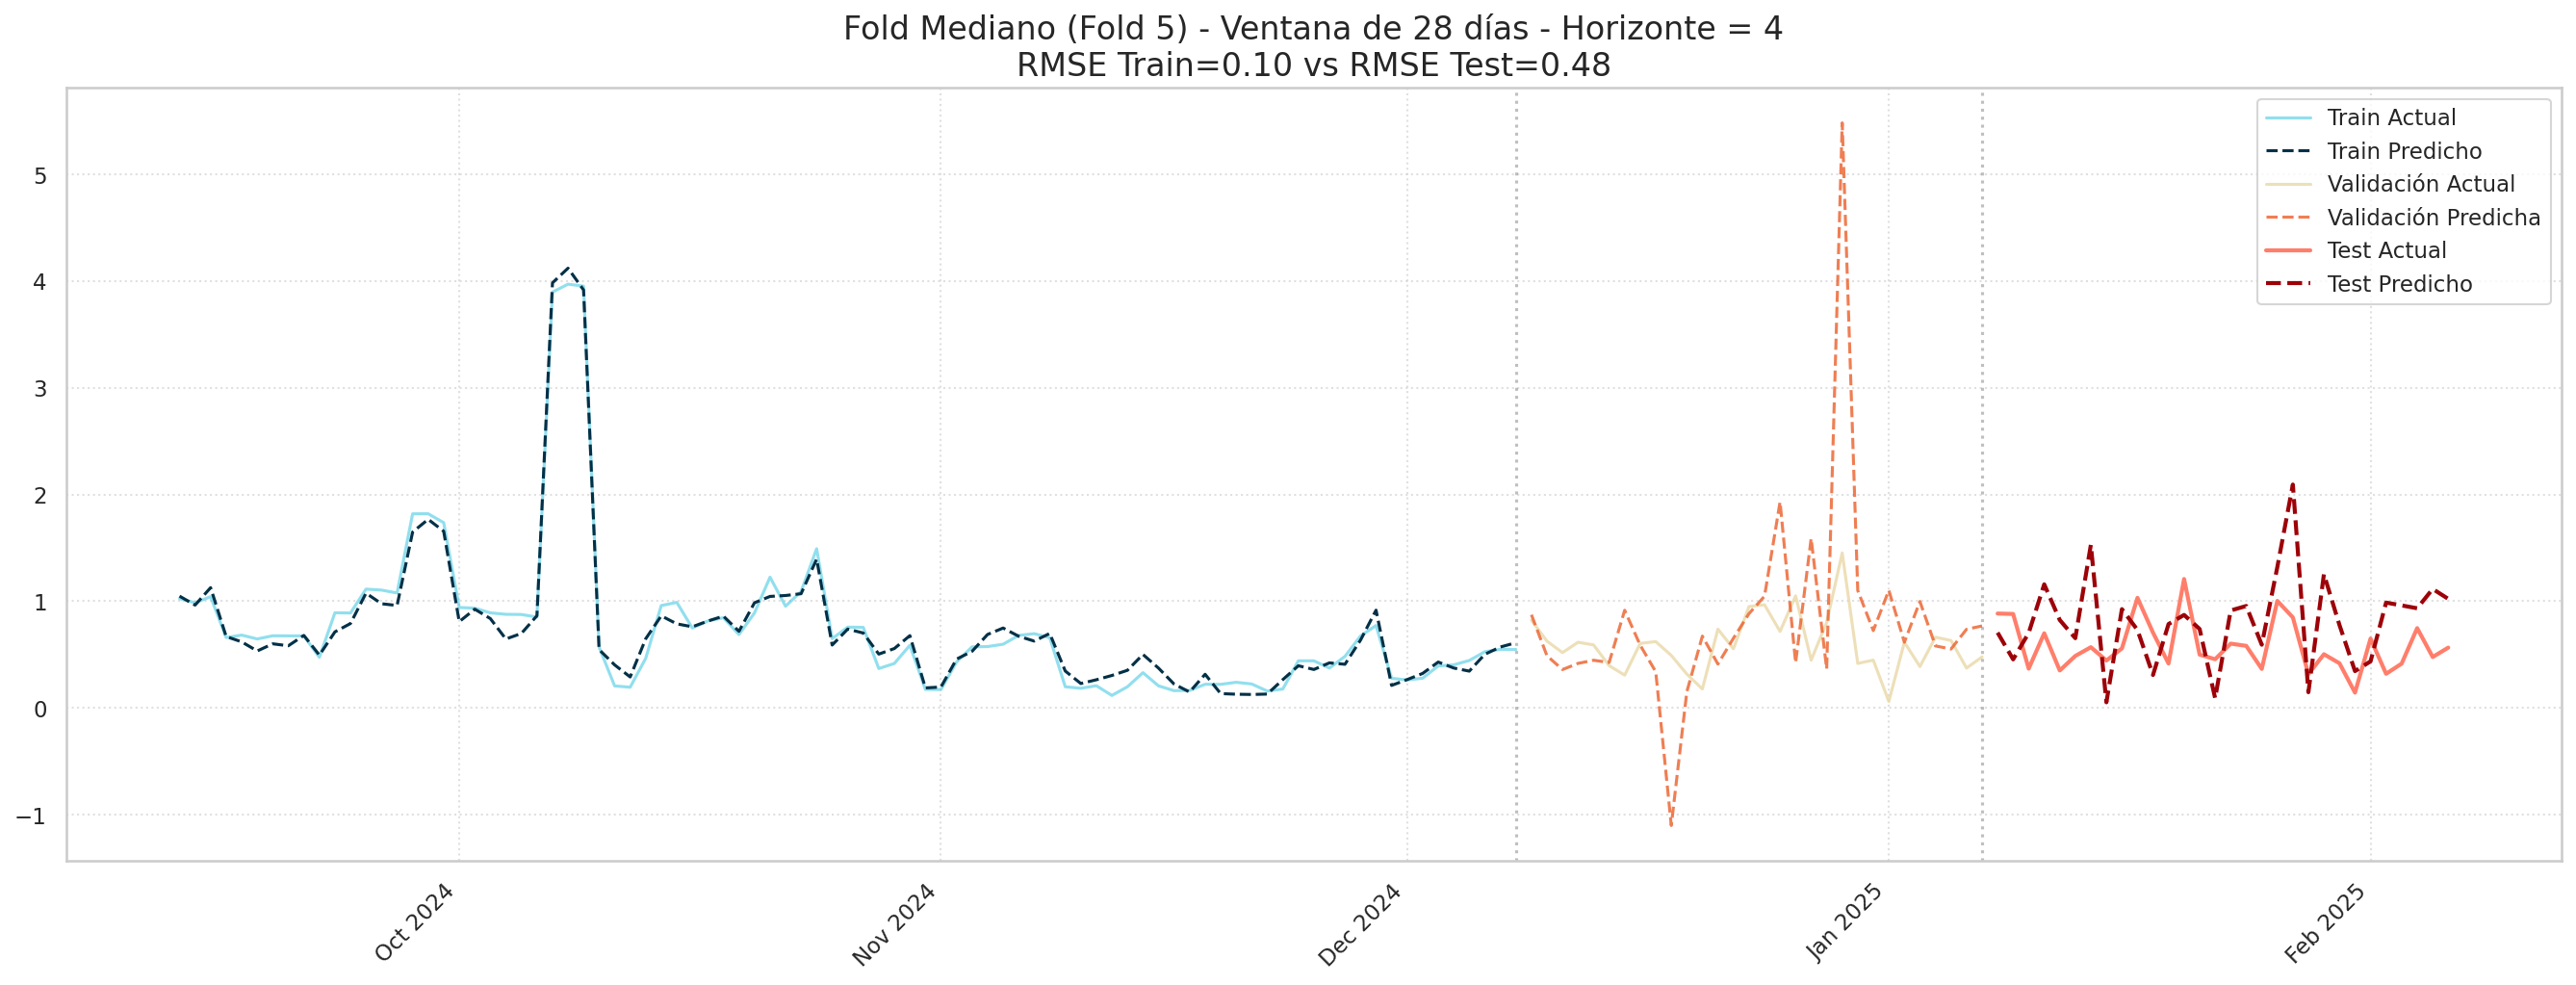 Fold Mediano (Fold 5) - Ventana de 28 días - Horizonte = 4
RMSE Train=0.10 vs RMSE Test=0.48
Train Actual
Train Predicho
Validación Actual
Validación Predicha
Test Actual
Test Predicho
5
4
3
2
1
0
−1
Oct 2024
Nov 2024
Dec 2024
Jan 2025
Feb 2025